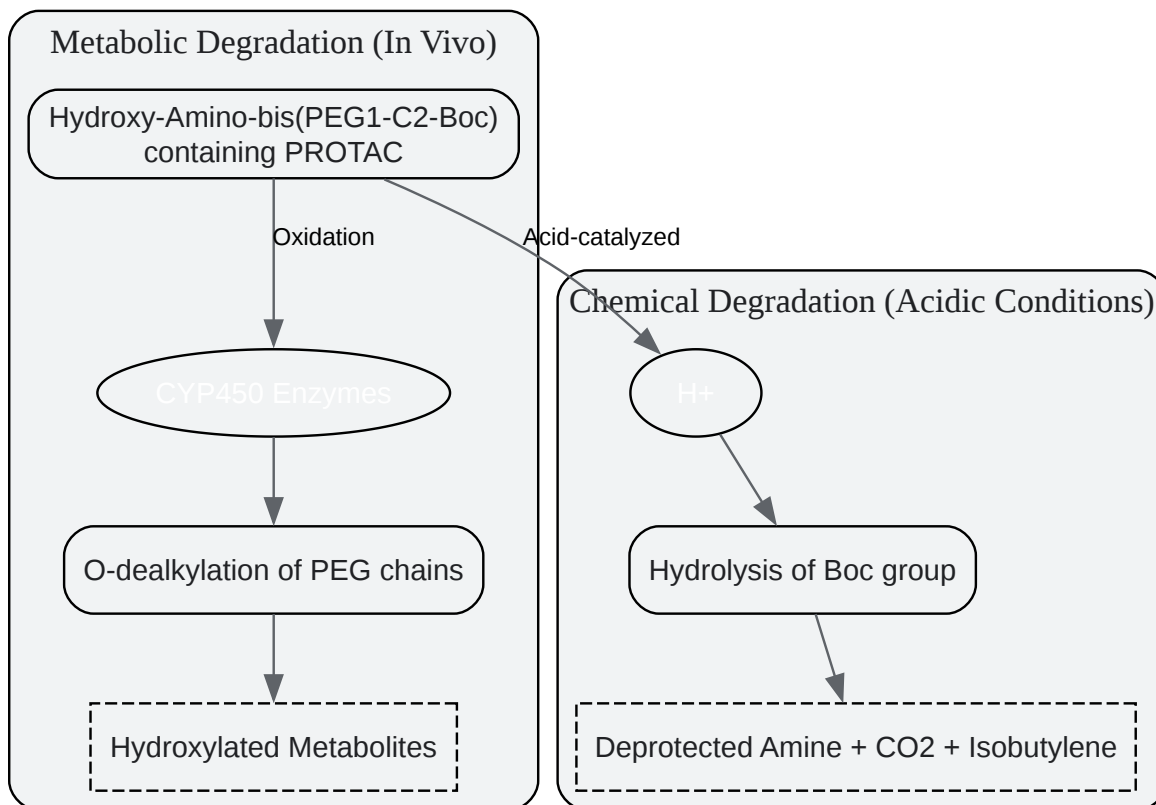 Metabolic Degradation (In Vivo)
Hydroxy-Amino-bis(PEG1-C2-Boc)
containing PROTAC
Oxidation
Acid-catalyzed
Chemical Degradation (Acidic Conditions)
CYP450 Enzymes
H+
O-dealkylation of PEG chains
Hydrolysis of Boc group
Hydroxylated Metabolites
Deprotected Amine + CO2 + Isobutylene